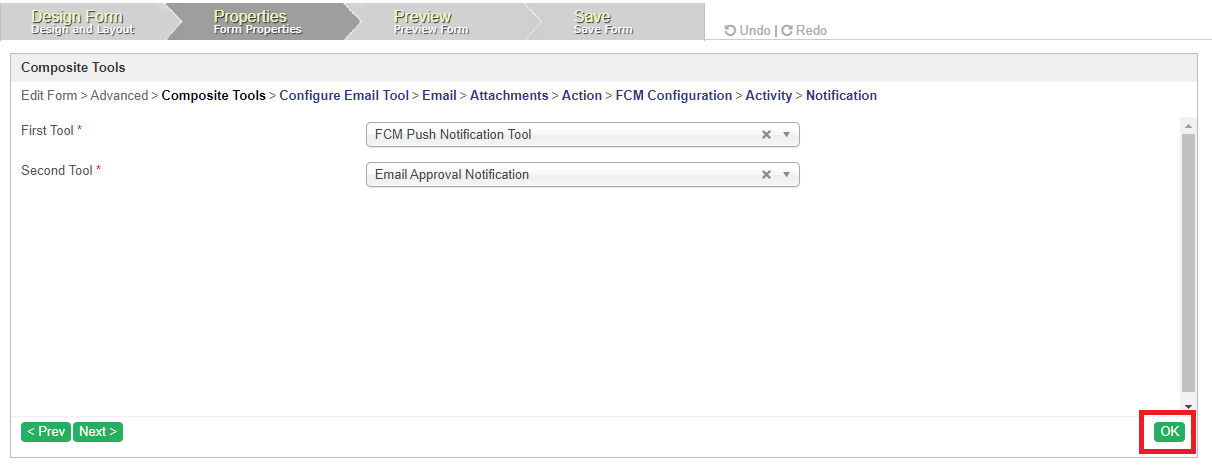 Design Form Properties Preview Save
Design and Layout Form Properties Preview Form Save Form
Undo | Redo
Composite Tools
Edit Form > Advanced > Composite Tools > Configure Email Tool > Email > Attachments > Action > FCM Configuration > Activity > Notification
First Tool * FCM Push Notification Tool
Second Tool * Email Approval Notification
< Prev Next > OK